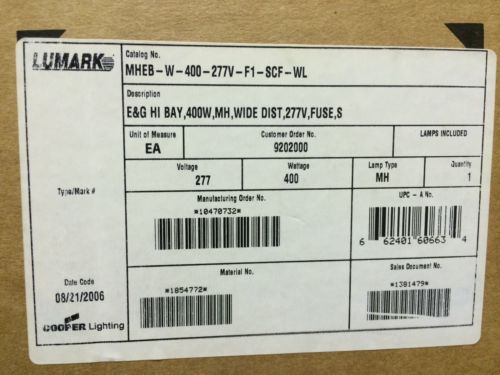 LUMARK
Catalog No.
MHEB-W-400-277V-F1-SCF-WL
Description
E&G HI BAY,400W,MH,WIDE DIST,277V,FUSE,S
Unit of Measure
EA
Customer Order No.
9202000
LAMPS INCLUDED
Voltage
277
Wattage
400
Lamp Type
MH
Quantity
1
Type/Mark #
Manufacturing Order No.
*10470732*
UPC - A No.
6 62401 60663 4
Date Code
08/21/2006
Material No.
*1854772*
Sales Document No.
*1381479*
COOPER Lighting